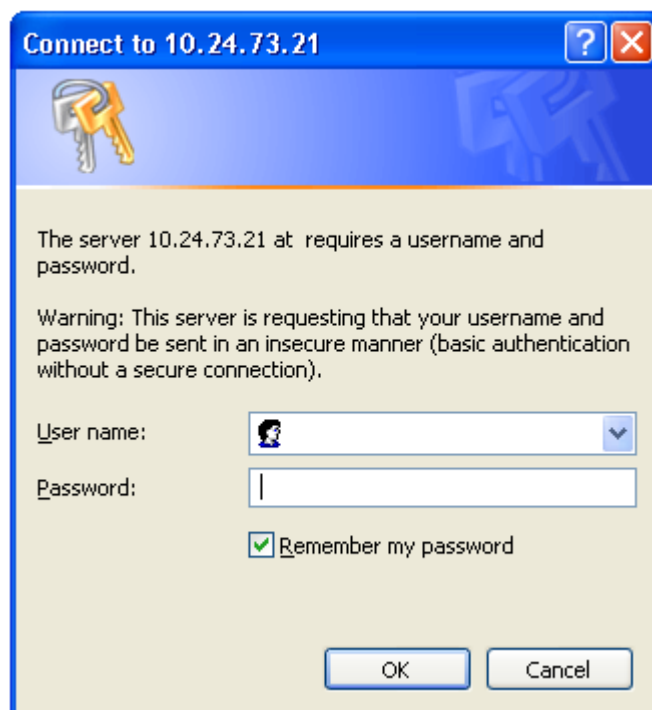 Connect to 10.24.73.21
The server 10.24.73.21 at  requires a username and
password.
Warning: This server is requesting that your username and
password be sent in an insecure manner (basic authentication
without a secure connection).
User name:
Password:
Remember my password
OK
Cancel